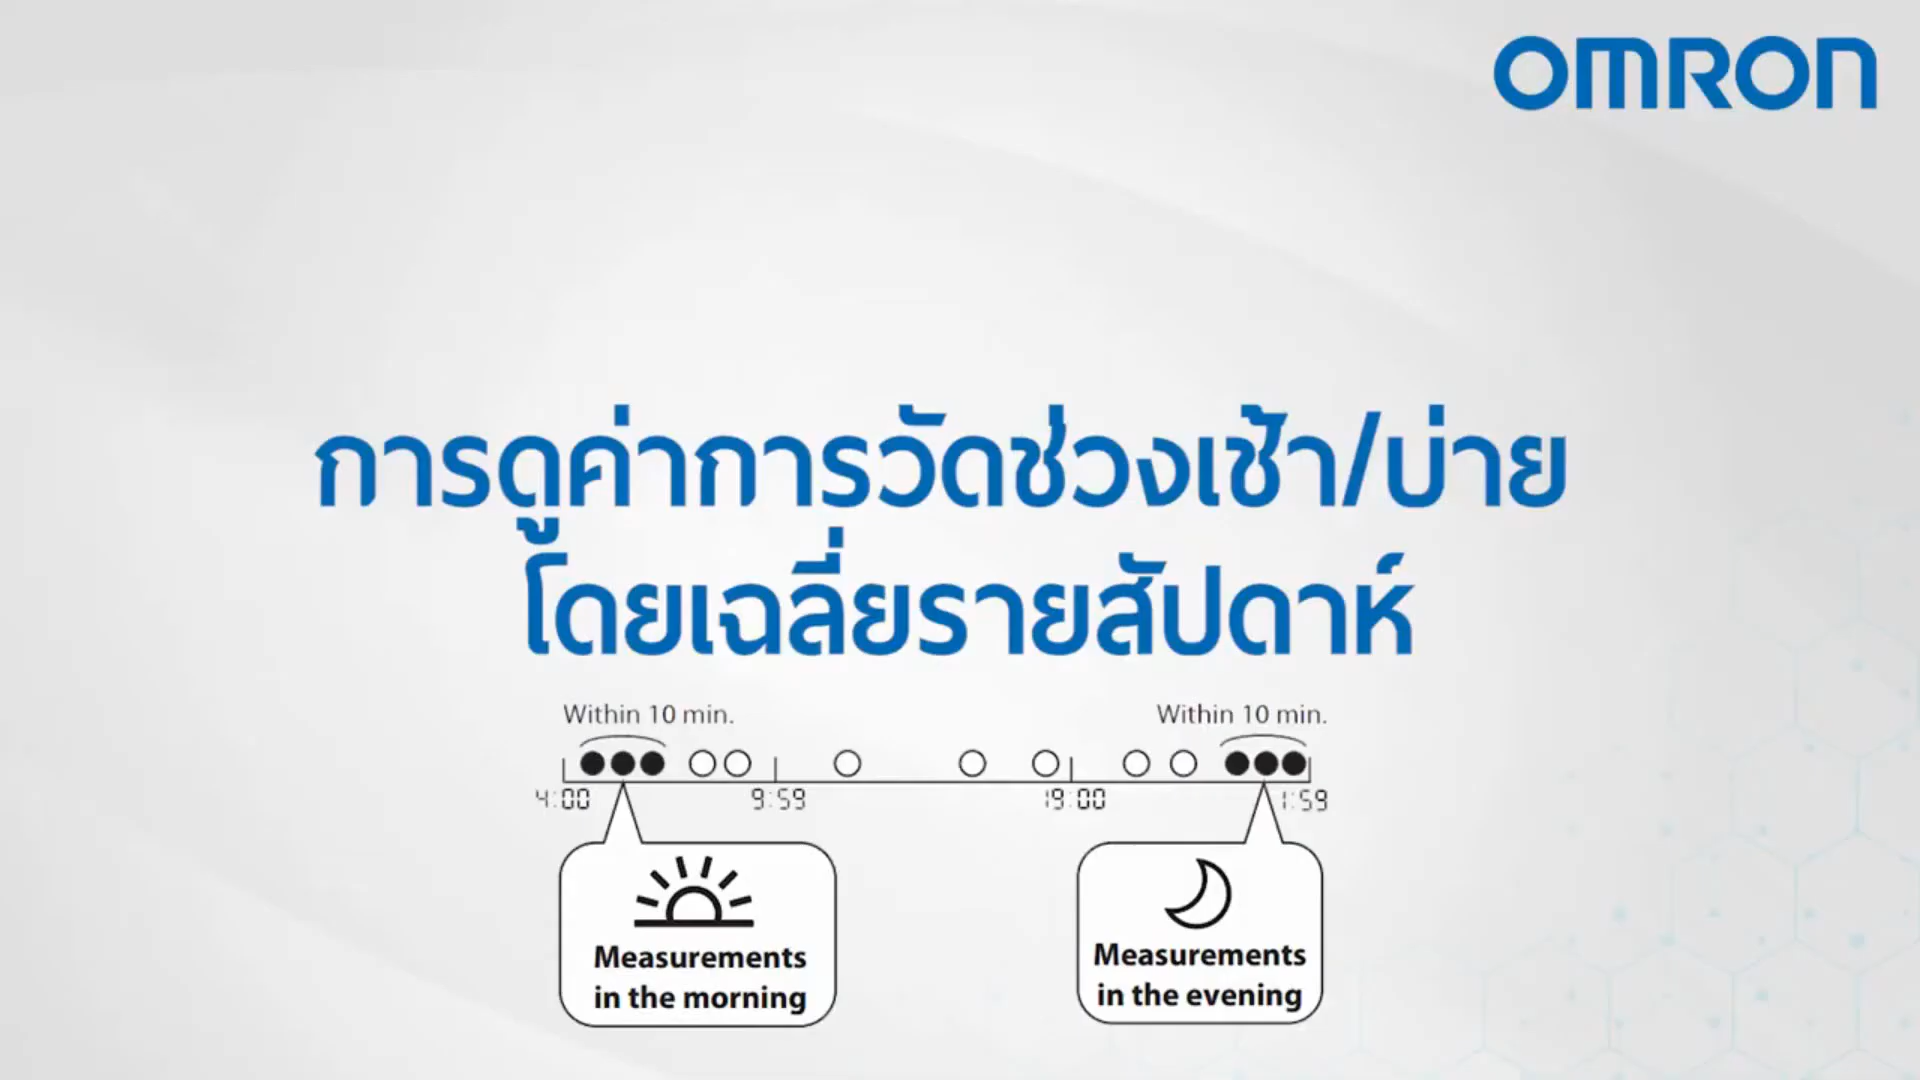 OMRON
การดูค่าการวัดช่วงเช้า/บ่าย
โดยเฉลี่ยรายสัปดาห์
Within 10 min.
Within 10 min.
4:00
9:59
19:00
1:59
Measurements
in the morning
Measurements
in the evening